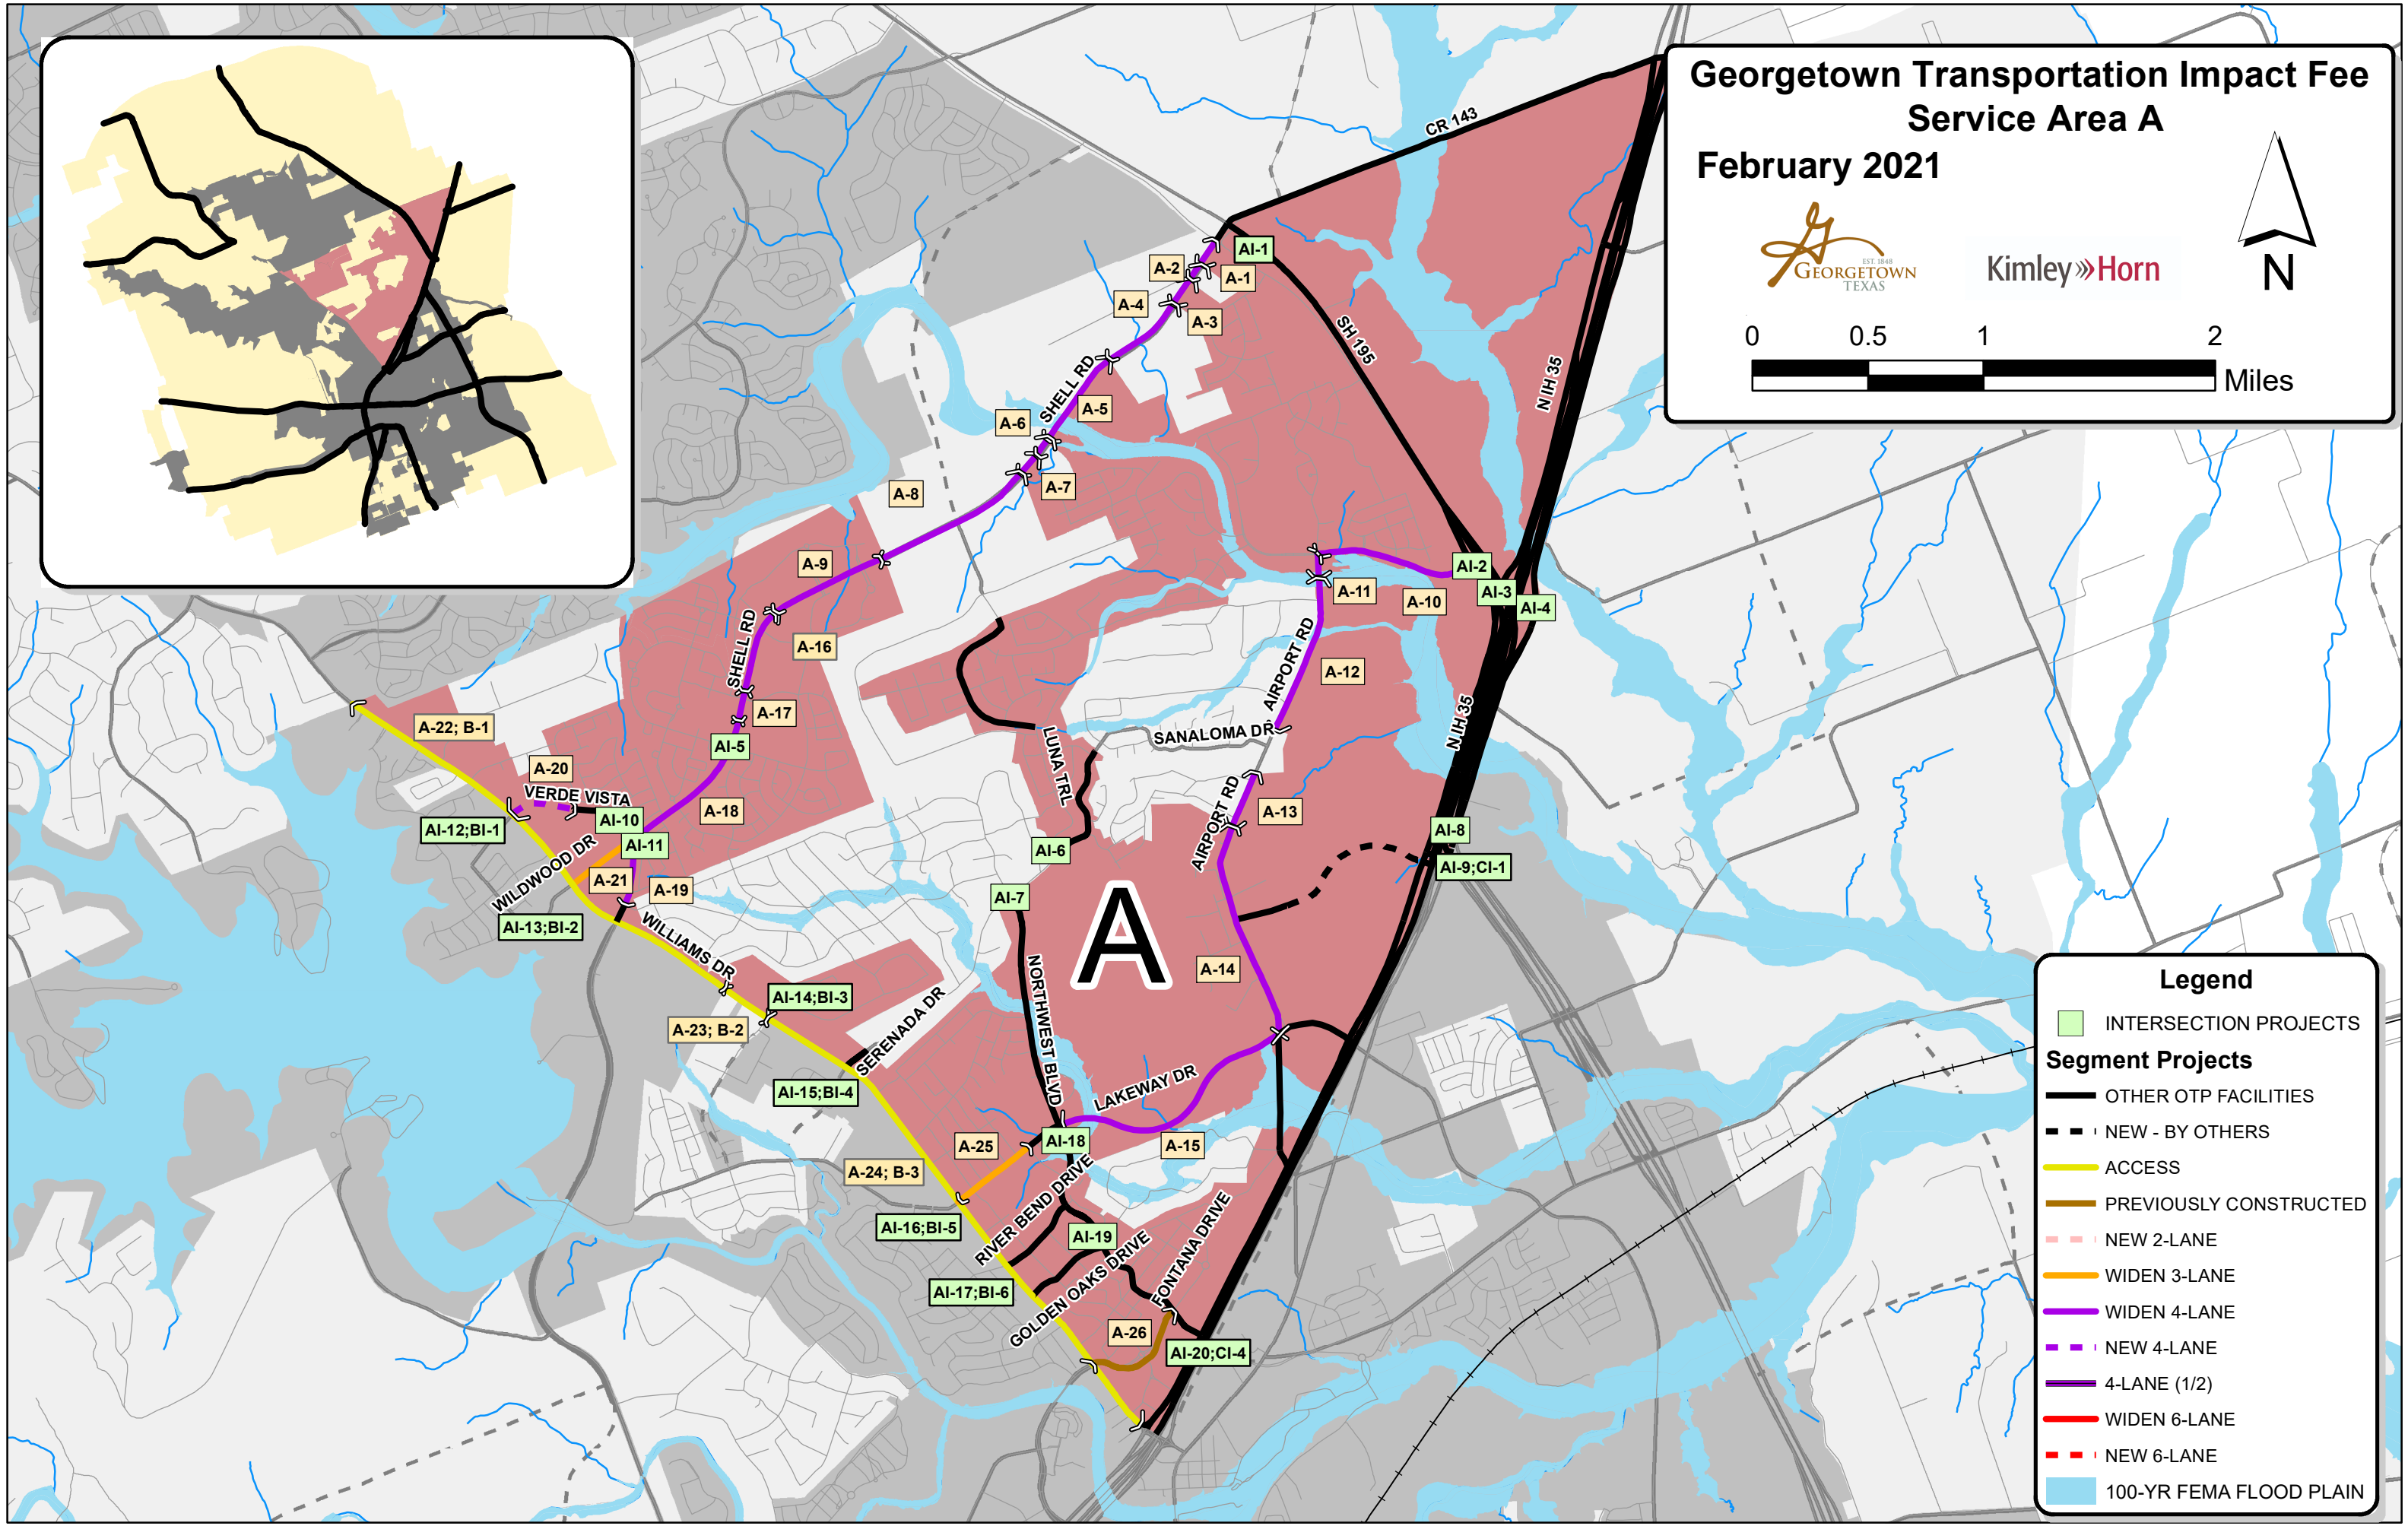 Georgetown Transportation Impact Fee
Service Area A
February 2021
EST. 1848
GEORGETOWN
TEXAS
Kimley»Horn
N
0 0.5 1 2
Miles
CR 143
AI-1
A-2
A-1
A-4
A-3
SH 195
N IH 35
SHELL RD
A-5
A-6
A-7
A-8
A-9
AI-2
AI-3
A-11
A-10
AI-4
SHELL RD
A-16
AIRPORT RD
A-12
A-17
A-22; B-1
N IH 35
SANALOMA DR
AI-5
LUNA TRL
A-20
VERDE VISTA
A-18
AIRPORT RD
A-13
AI-10
AI-12;BI-1
AI-8
AI-11
AI-6
WILDWOOD DR
AI-9;CI-1
A-21
A-19
AI-7
AI-13;BI-2
WILLIAMS DR
A
A-14
AI-14;BI-3
NORTHWEST BLVD
A-23; B-2
SERENADA DR
AI-15;BI-4
LAKEWAY DR
A-25
AI-18
A-15
A-24; B-3
AI-16;BI-5
RIVER BEND DRIVE
AI-19
FONTANA DRIVE
AI-17;BI-6
GOLDEN OAKS DRIVE
A-26
AI-20;CI-4
Legend
INTERSECTION PROJECTS
Segment Projects
OTHER OTP FACILITIES
NEW - BY OTHERS
ACCESS
PREVIOUSLY CONSTRUCTED
NEW 2-LANE
WIDEN 3-LANE
WIDEN 4-LANE
NEW 4-LANE
4-LANE (1/2)
WIDEN 6-LANE
NEW 6-LANE
100-YR FEMA FLOOD PLAIN